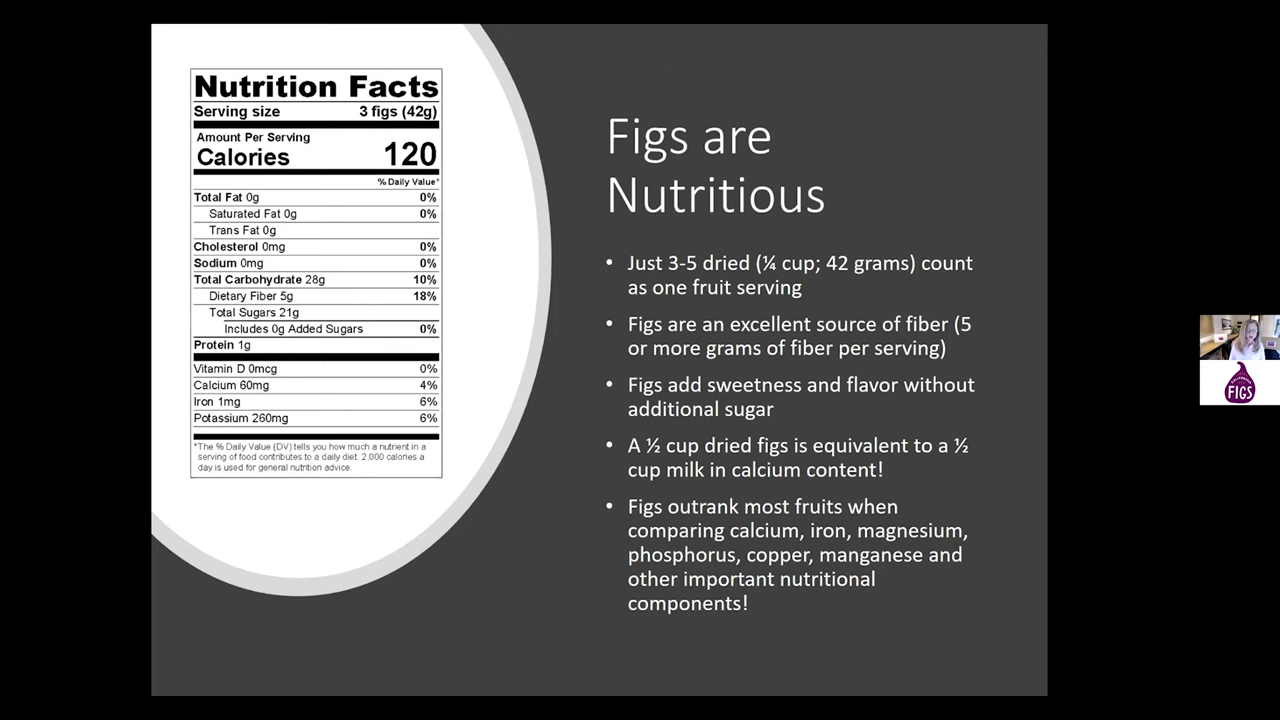 Nutrition Facts
Serving size 3 figs (42g)
Amount Per Serving
Calories 120
% Daily Value*
Total Fat 0g 0%
Saturated Fat 0g 0%
Trans Fat 0g
Cholesterol 0mg 0%
Sodium 0mg 0%
Total Carbohydrate 28g 10%
Dietary Fiber 5g 18%
Total Sugars 21g
Includes 0g Added Sugars 0%
Protein 1g
Vitamin D 0mcg 0%
Calcium 60mg 4%
Iron 1mg 6%
Potassium 260mg 6%
*The % Daily Value (DV) tells you how much a nutrient in a
serving of food contributes to a daily diet. 2,000 calories a
day is used for general nutrition advice.
Figs are
Nutritious
• Just 3-5 dried (¼ cup; 42 grams) count
as one fruit serving
• Figs are an excellent source of fiber (5
or more grams of fiber per serving)
• Figs add sweetness and flavor without
additional sugar
• A ½ cup dried figs is equivalent to a ½
cup milk in calcium content!
• Figs outrank most fruits when
comparing calcium, iron, magnesium,
phosphorus, copper, manganese and
other important nutritional
components!
FIGS